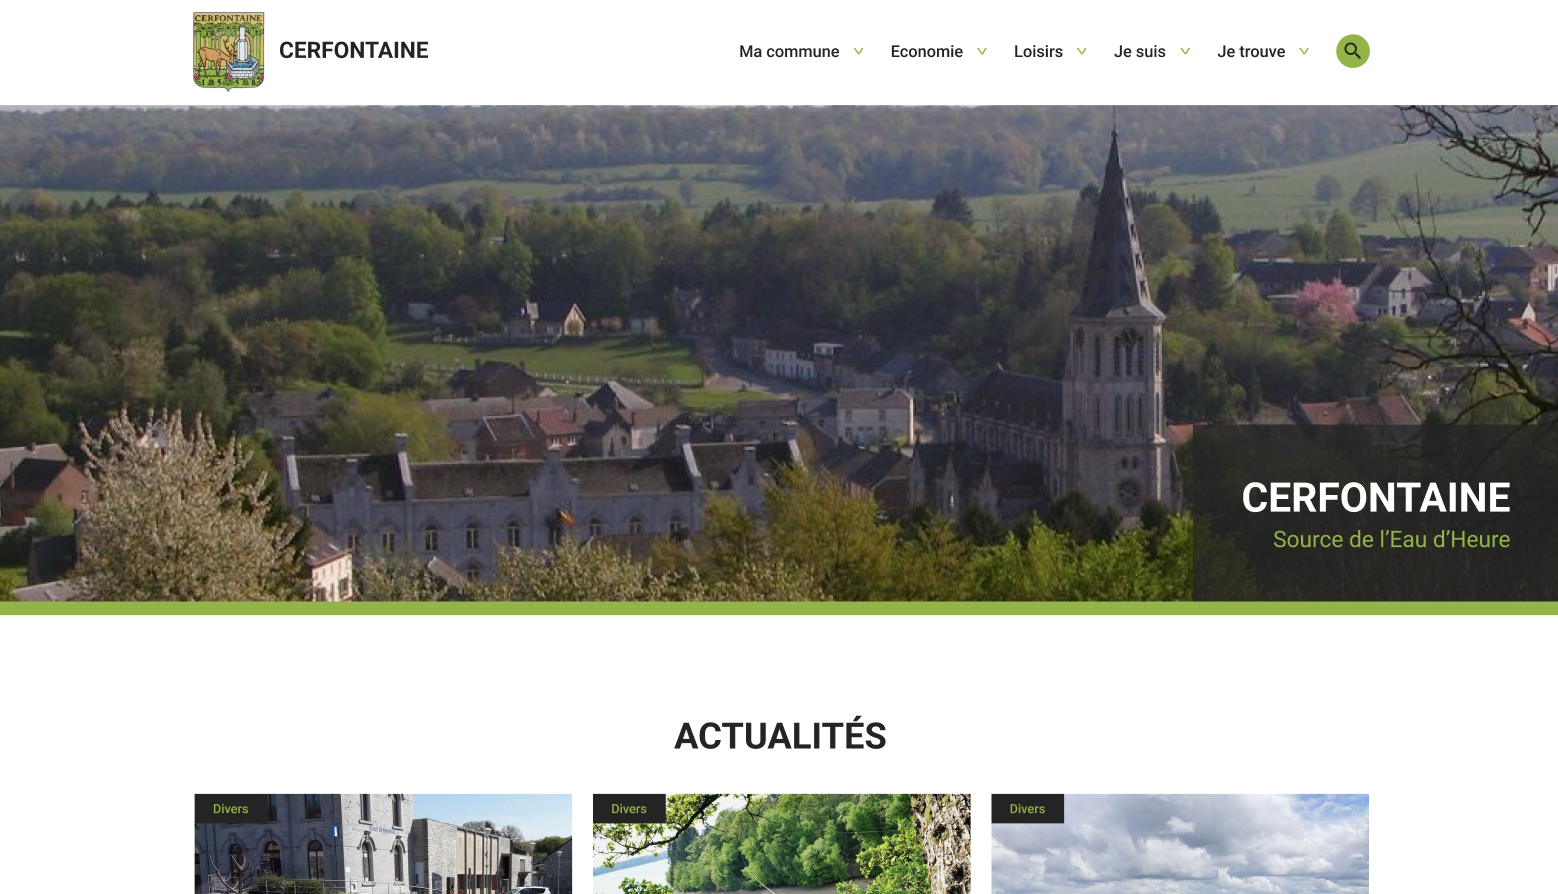 CERFONTAINE
CERFONTAINE
Ma commune
Economie
Loisirs
Je suis
Je trouve
CERFONTAINE
Source de l’Eau d’Heure
ACTUALITÉS
Divers
Divers
Divers